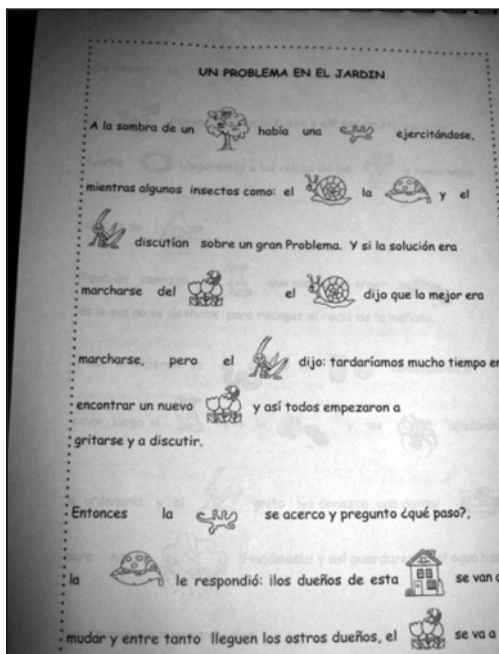 UN PROBLEMA EN EL JARDIN
A la sombra de un había una ejercitándose,
mientras algunos insectos como: el la y el
discutían sobre un gran Problema. Y si la solución era
marcharse del el dijo que lo mejor era
marcharse, pero el dijo: tardaríamos mucho tiempo en
encontrar un nuevo y así todos empezaron a
gritarse y a discutir.
Entonces la se acerco y pregunto ¿qué paso?,
la le respondió: ¡los dueños de esta se van
mudar y entre tanto lleguen los ostros dueños, el se va a